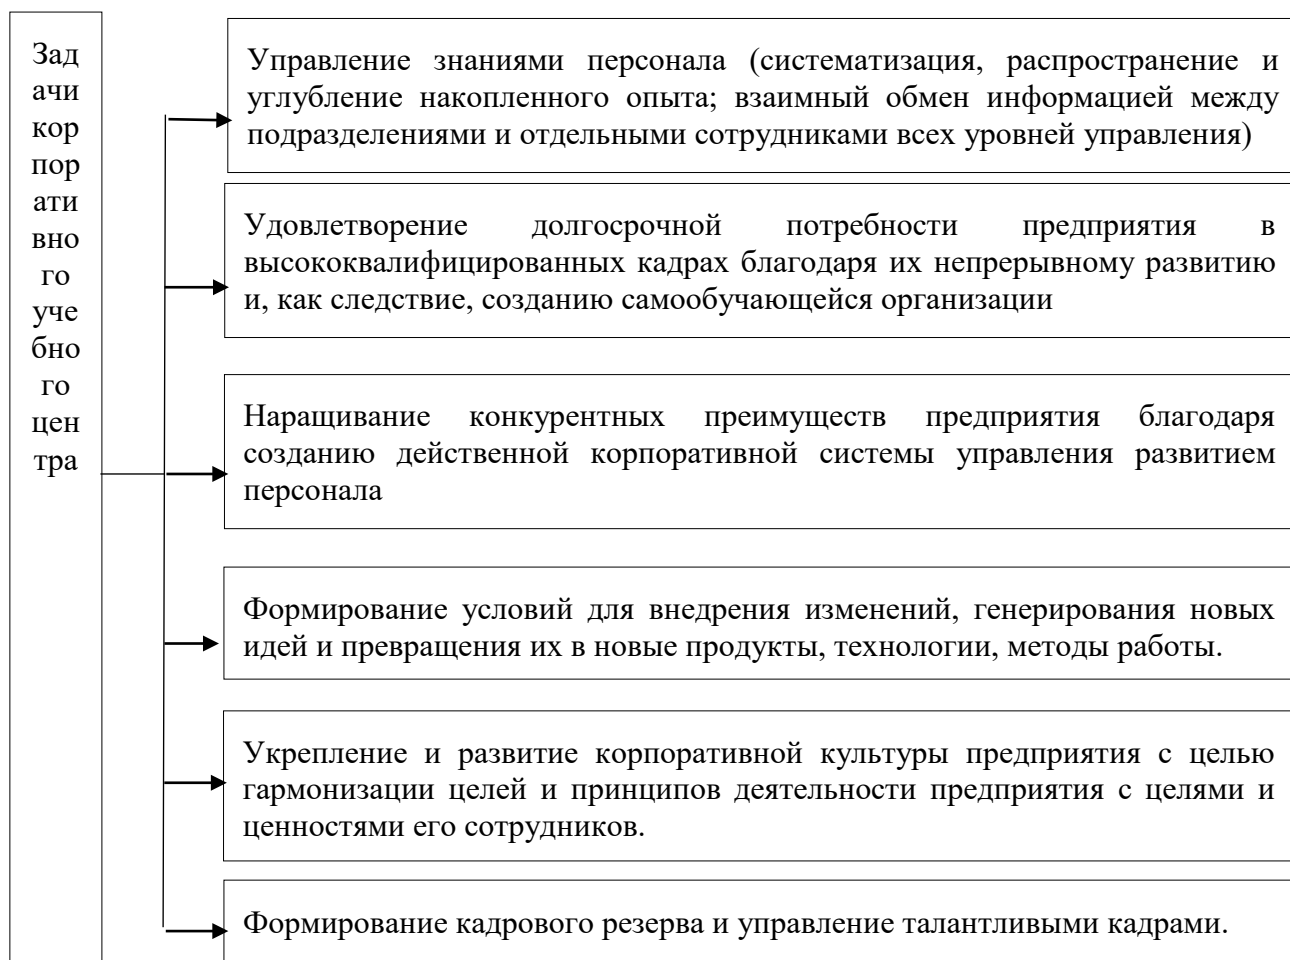 Зад
ачи
кор
пор
ати
вно
го
уче
бно
го
цен
тра
Управление знаниями персонала (систематизация, распространение и
углубление накопленного опыта; взаимный обмен информацией между
подразделениями и отдельными сотрудниками всех уровней управления)
Удовлетворение долгосрочной потребности предприятия в
высококвалифицированных кадрах благодаря их непрерывному развитию
и, как следствие, созданию самообучающейся организации
Наращивание конкурентных преимуществ предприятия благодаря
созданию действенной корпоративной системы управления развитием
персонала
Формирование условий для внедрения изменений, генерирования новых
идей и превращения их в новые продукты, технологии, методы работы.
Укрепление и развитие корпоративной культуры предприятия с целью
гармонизации целей и принципов деятельности предприятия с целями и
ценностями его сотрудников.
Формирование кадрового резерва и управление талантливыми кадрами.